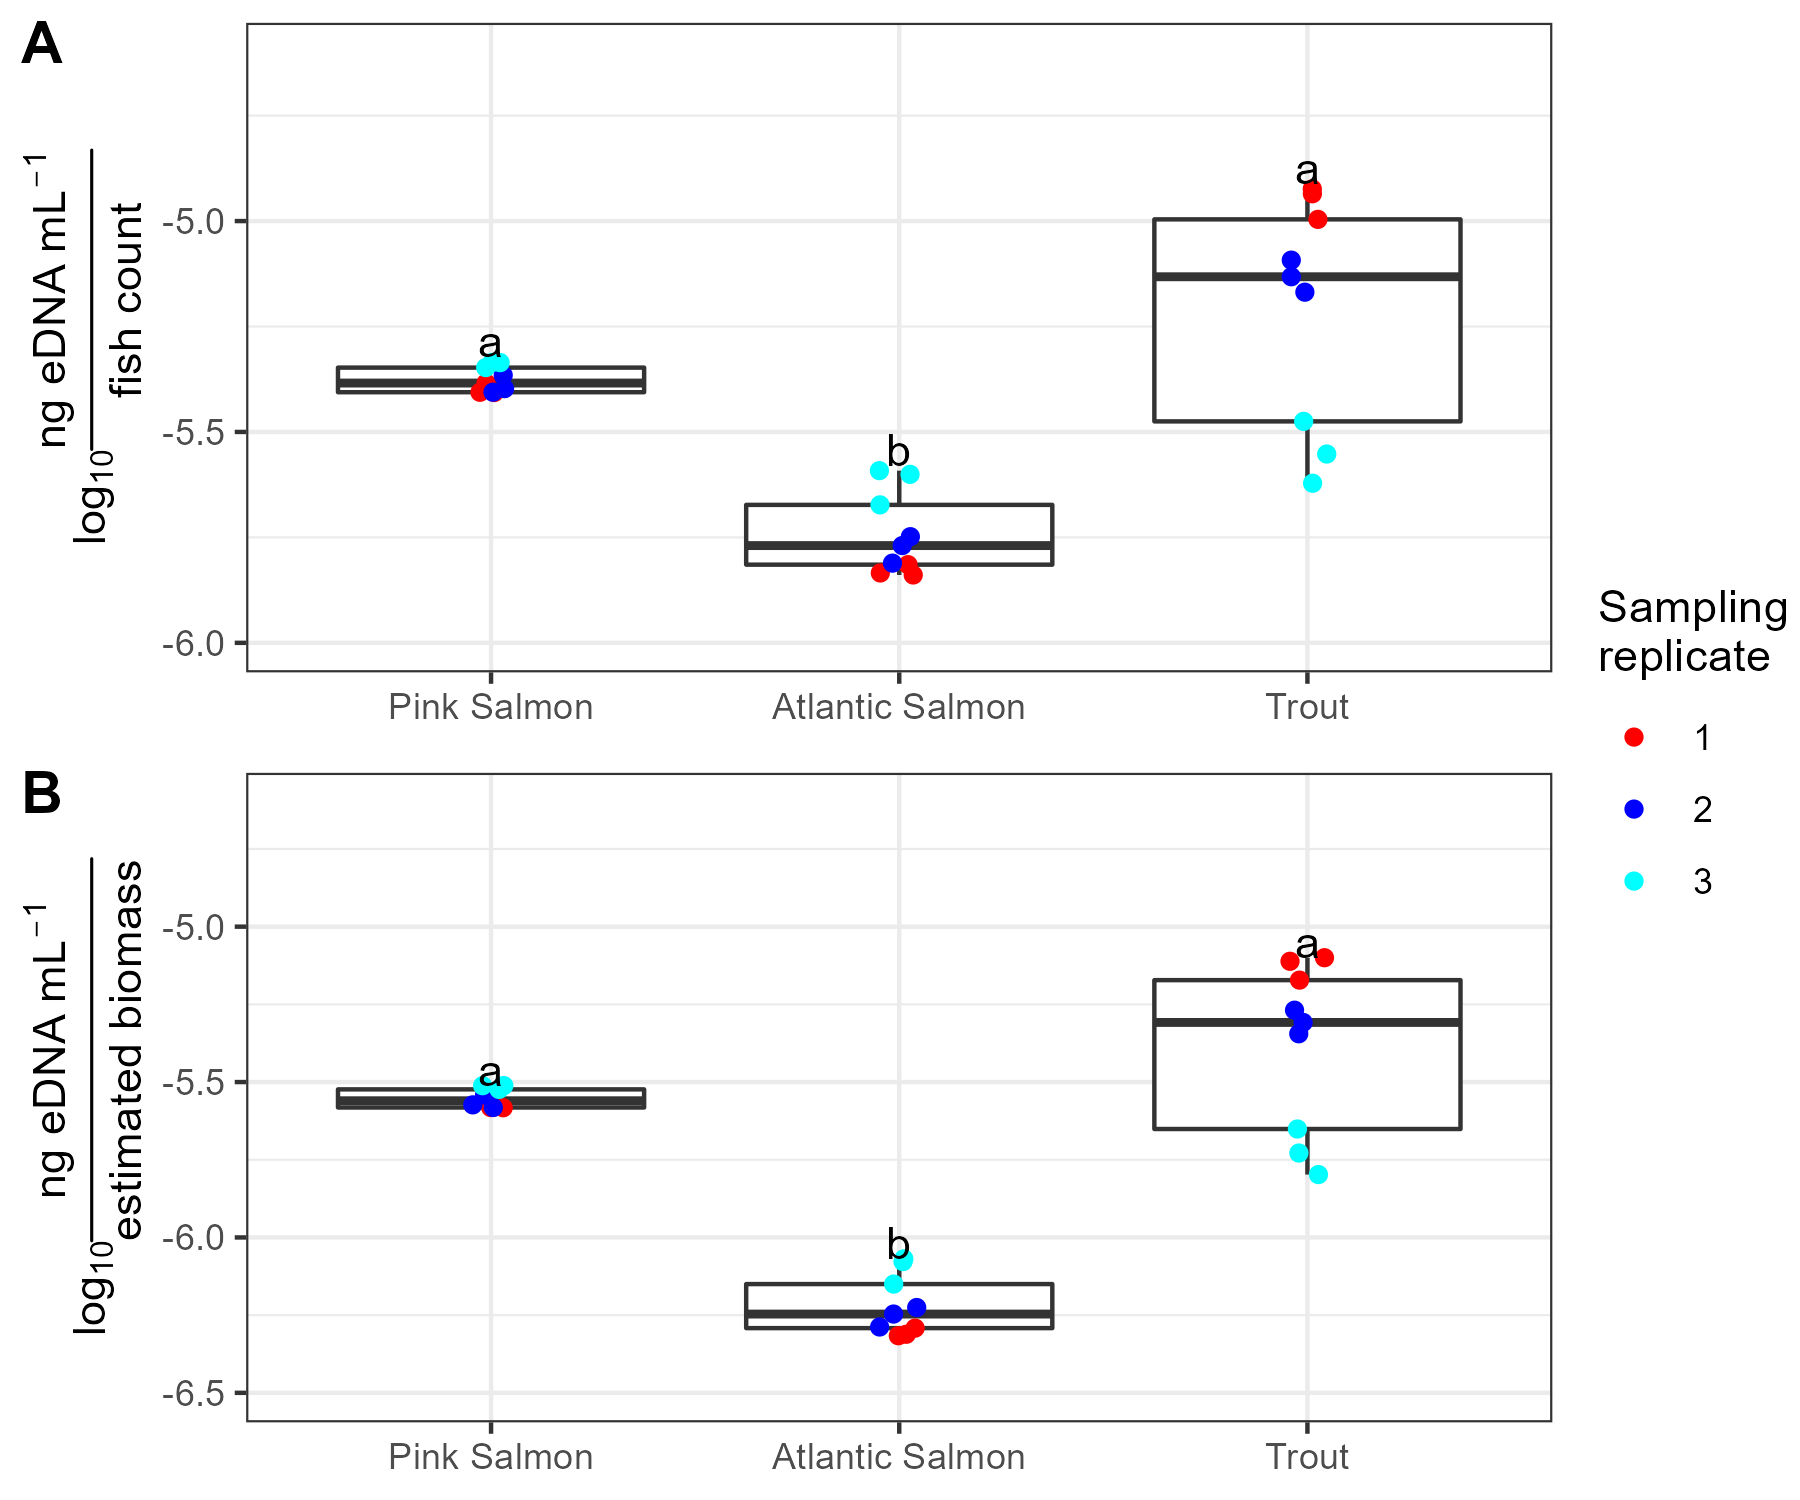 A
ng eDNA mL⁻¹
fish count
log₁₀
-5.0
-5.5
-6.0
a
b
a
Pink Salmon
Atlantic Salmon
Trout
B
ng eDNA mL⁻¹
estimated biomass
log₁₀
-5.0
-5.5
-6.0
-6.5
a
b
a
Pink Salmon
Atlantic Salmon
Trout
Sampling
replicate
1
2
3